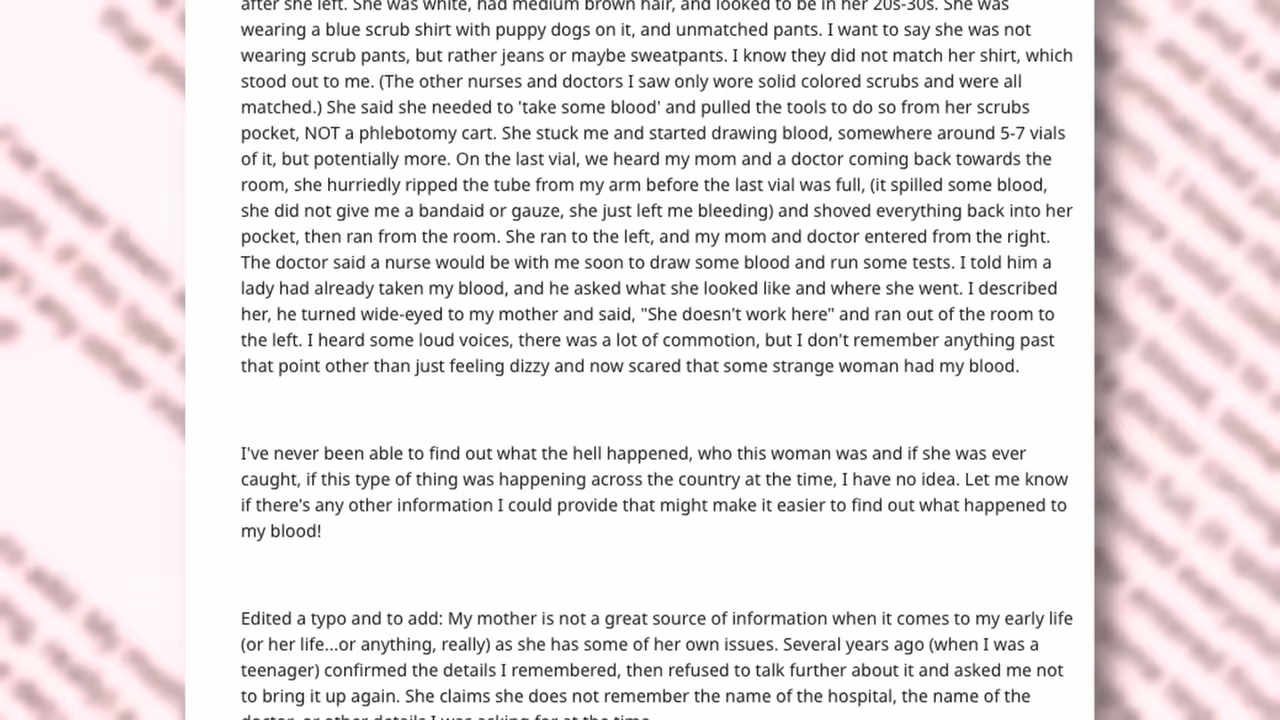 after she left. She was white, had medium brown hair, and looked to be in her 20s-30s. She was
wearing a blue scrub shirt with puppy dogs on it, and unmatched pants. I want to say she was not
wearing scrub pants, but rather jeans or maybe sweatpants. I know they did not match her shirt, which
stood out to me. (The other nurses and doctors I saw only wore solid colored scrubs and were all
matched.) She said she needed to 'take some blood' and pulled the tools to do so from her scrubs
pocket, NOT a phlebotomy cart. She stuck me and started drawing blood, somewhere around 5-7 vials
of it, but potentially more. On the last vial, we heard my mom and a doctor coming back towards the
room, she hurriedly ripped the tube from my arm before the last vial was full, (it spilled some blood,
she did not give me a bandaid or gauze, she just left me bleeding) and shoved everything back into her
pocket, then ran from the room. She ran to the left, and my mom and doctor entered from the right.
The doctor said a nurse would be with me soon to draw some blood and run some tests. I told him a
lady had already taken my blood, and he asked what she looked like and where she went. I described
her, he turned wide-eyed to my mother and said, "She doesn't work here" and ran out of the room to
the left. I heard some loud voices, there was a lot of commotion, but I don't remember anything past
that point other than just feeling dizzy and now scared that some strange woman had my blood.
I've never been able to find out what the hell happened, who this woman was and if she was ever
caught, if this type of thing was happening across the country at the time, I have no idea. Let me know
if there's any other information I could provide that might make it easier to find out what happened to
my blood!
Edited a typo and to add: My mother is not a great source of information when it comes to my early life
(or her life...or anything, really) as she has some of her own issues. Several years ago (when I was a
teenager) confirmed the details I remembered, then refused to talk further about it and asked me not
to bring it up again. She claims she does not remember the name of the hospital, the name of the
doctor, or other details I was asking for at the time.